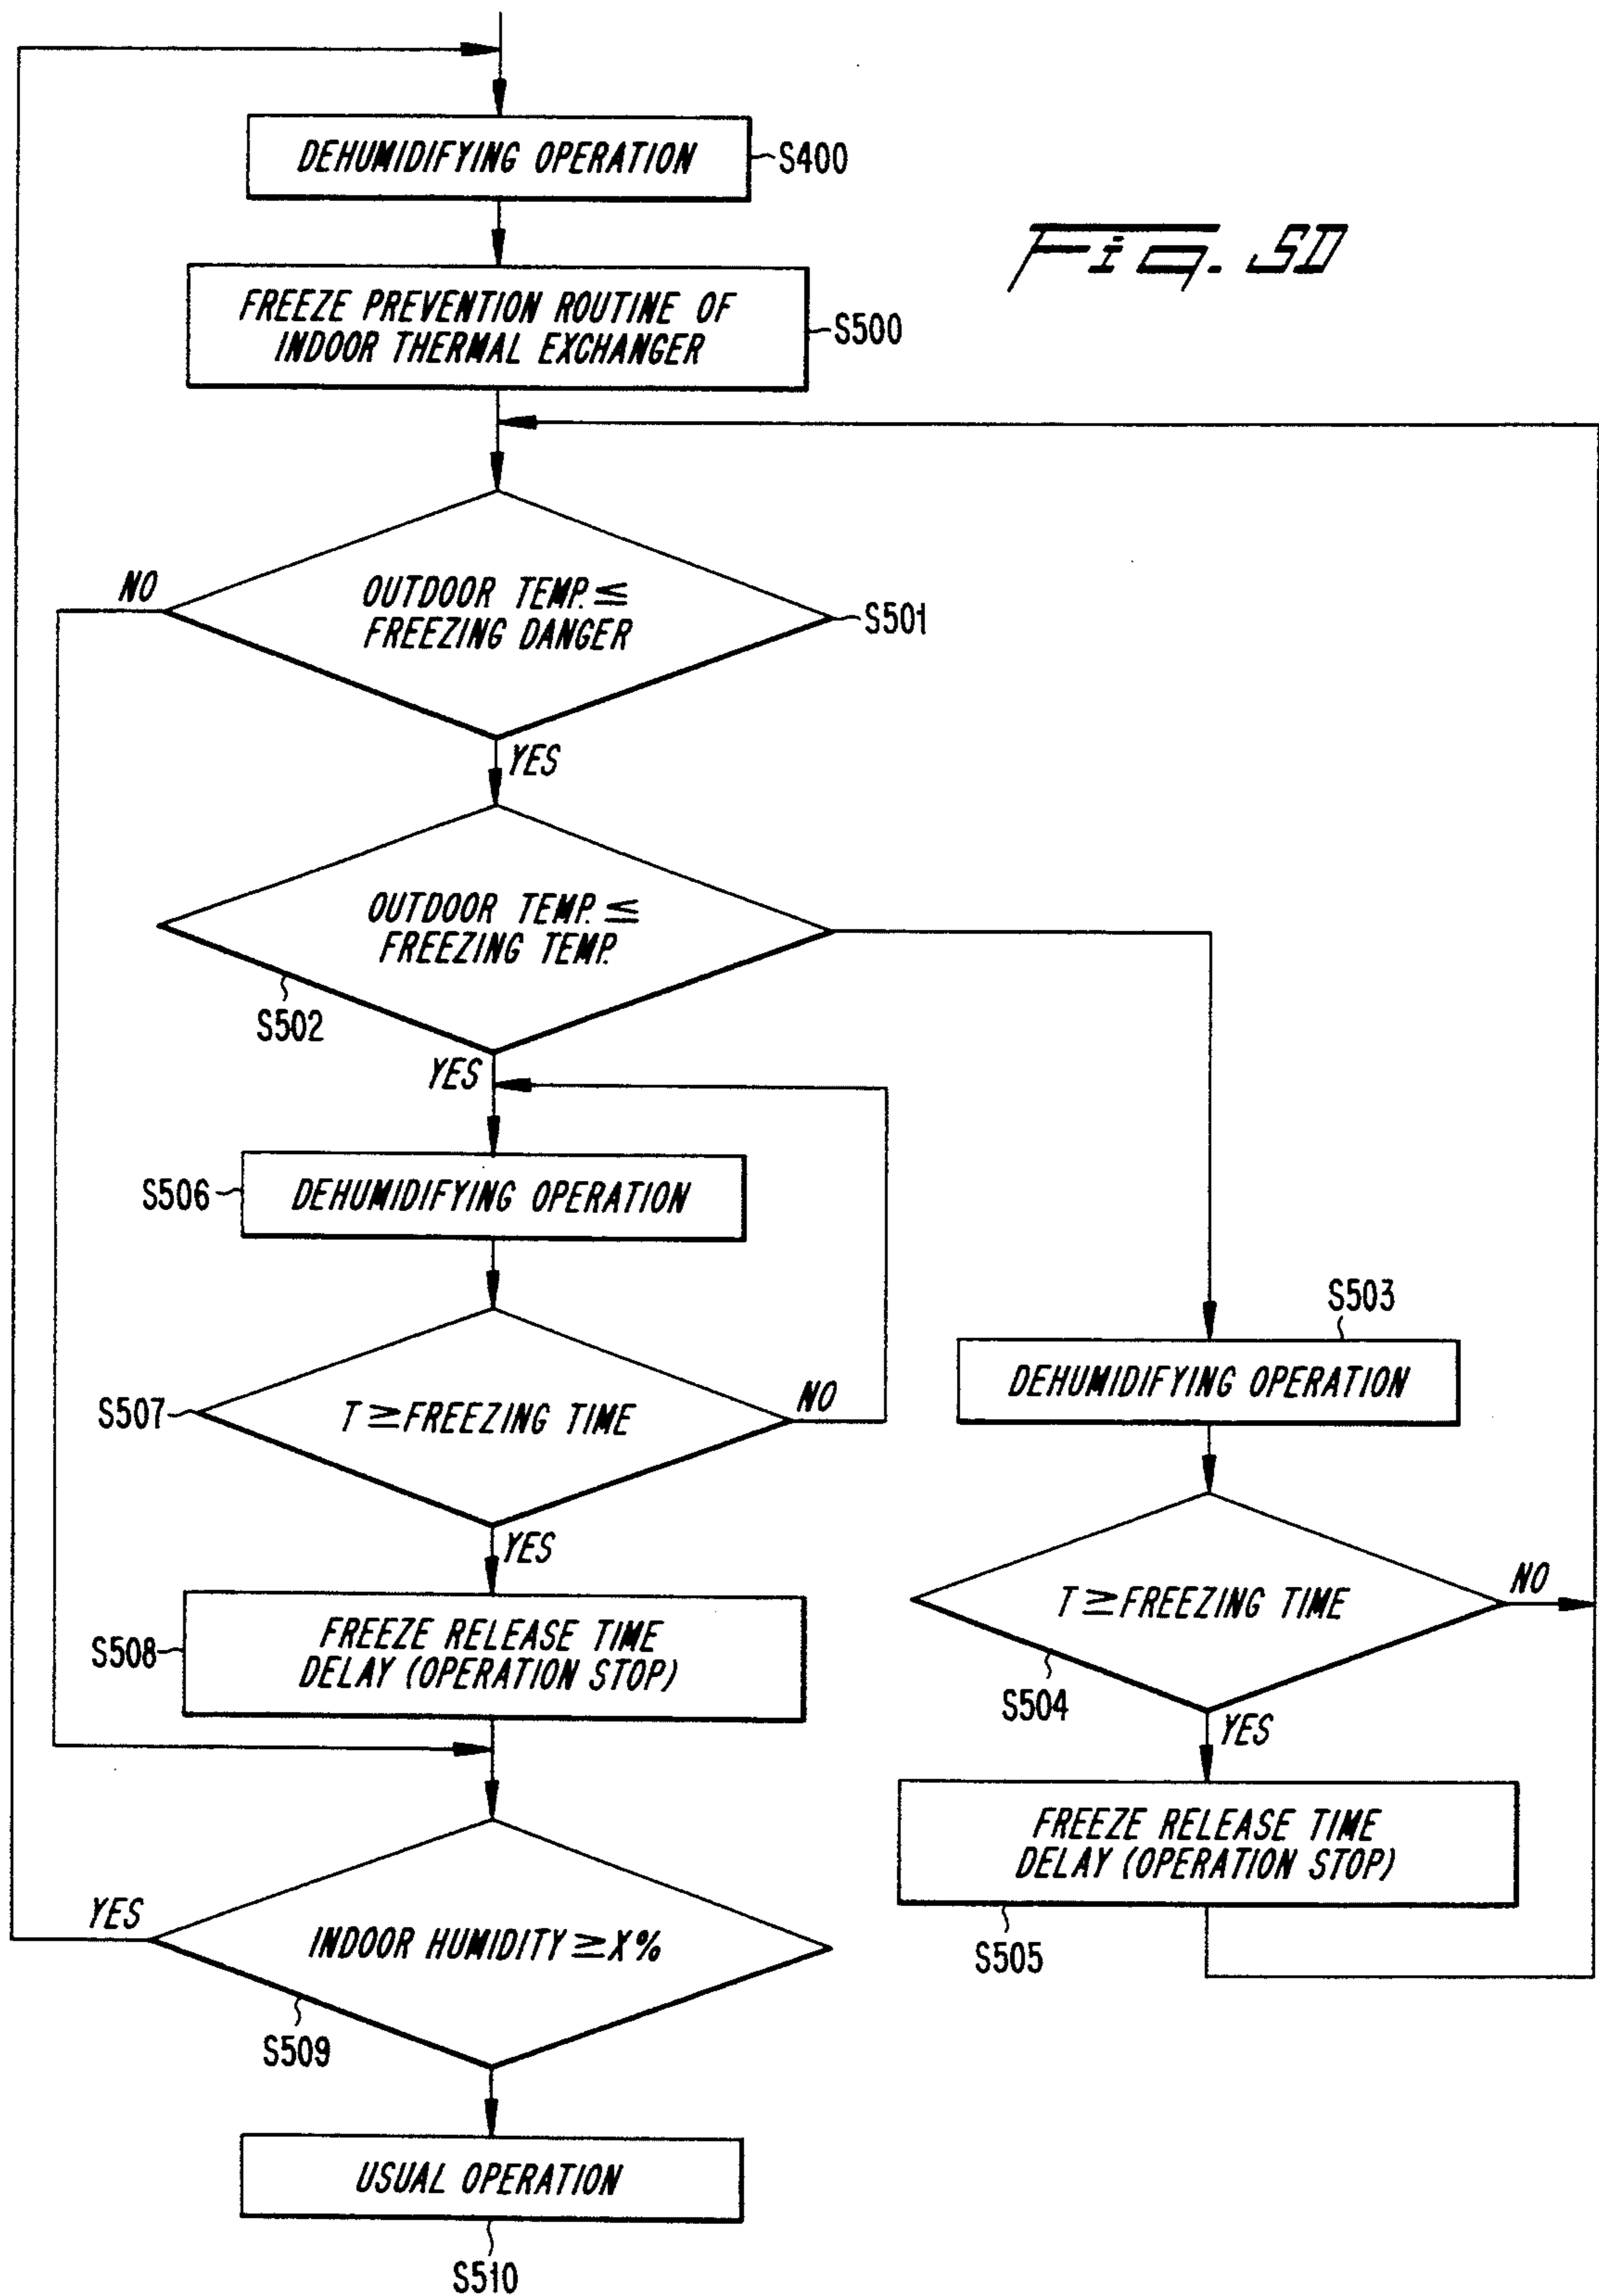 DEHUMIDIFYING OPERATION
S400
Fig. 5D
FREEZE PREVENTION ROUTINE OF
INDOOR THERMAL EXCHANGER
S500
NO
OUTDOOR TEMP. ≦
FREEZING DANGER
S501
YES
OUTDOOR TEMP. ≦
FREEZING TEMP.
S502
YES
S506
DEHUMIDIFYING OPERATION
S503
DEHUMIDIFYING OPERATION
S507
T ≧ FREEZING TIME
NO
YES
T ≧ FREEZING TIME
NO
S504
YES
S508
FREEZE RELEASE TIME
DELAY (OPERATION STOP)
FREEZE RELEASE TIME
DELAY (OPERATION STOP)
S505
YES
INDOOR HUMIDITY ≧ X%
S509
USUAL OPERATION
S510